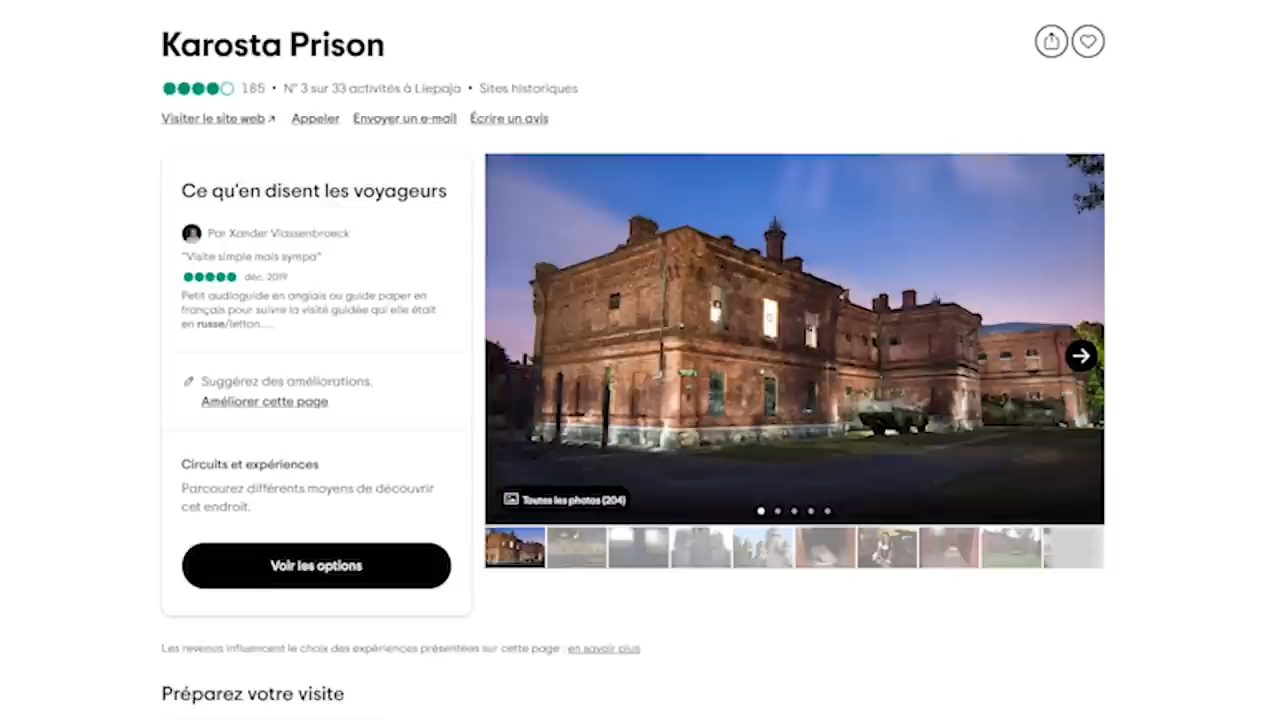 Karosta Prison
185 • N° 3 sur 33 activités à Liepaja • Sites historiques
Visiter le site web Appeler Envoyer un e-mail Écrire un avis
Ce qu'en disent les voyageurs
Par Xander Vlassenbroeck
"Visite simple mais sympa"
déc. 2019
Petit audioguide en anglais ou guide paper en
français pour suivre la visité guidée qui elle était
en russe/letton....
Suggérez des améliorations.
Améliorer cette page
Circuits et expériences
Parcourez différents moyens de découvrir
cet endroit.
Voir les options
Toutes les photos (204)
Les revenus influencent le choix des expériences présentées sur cette page : en savoir plus
Préparez votre visite